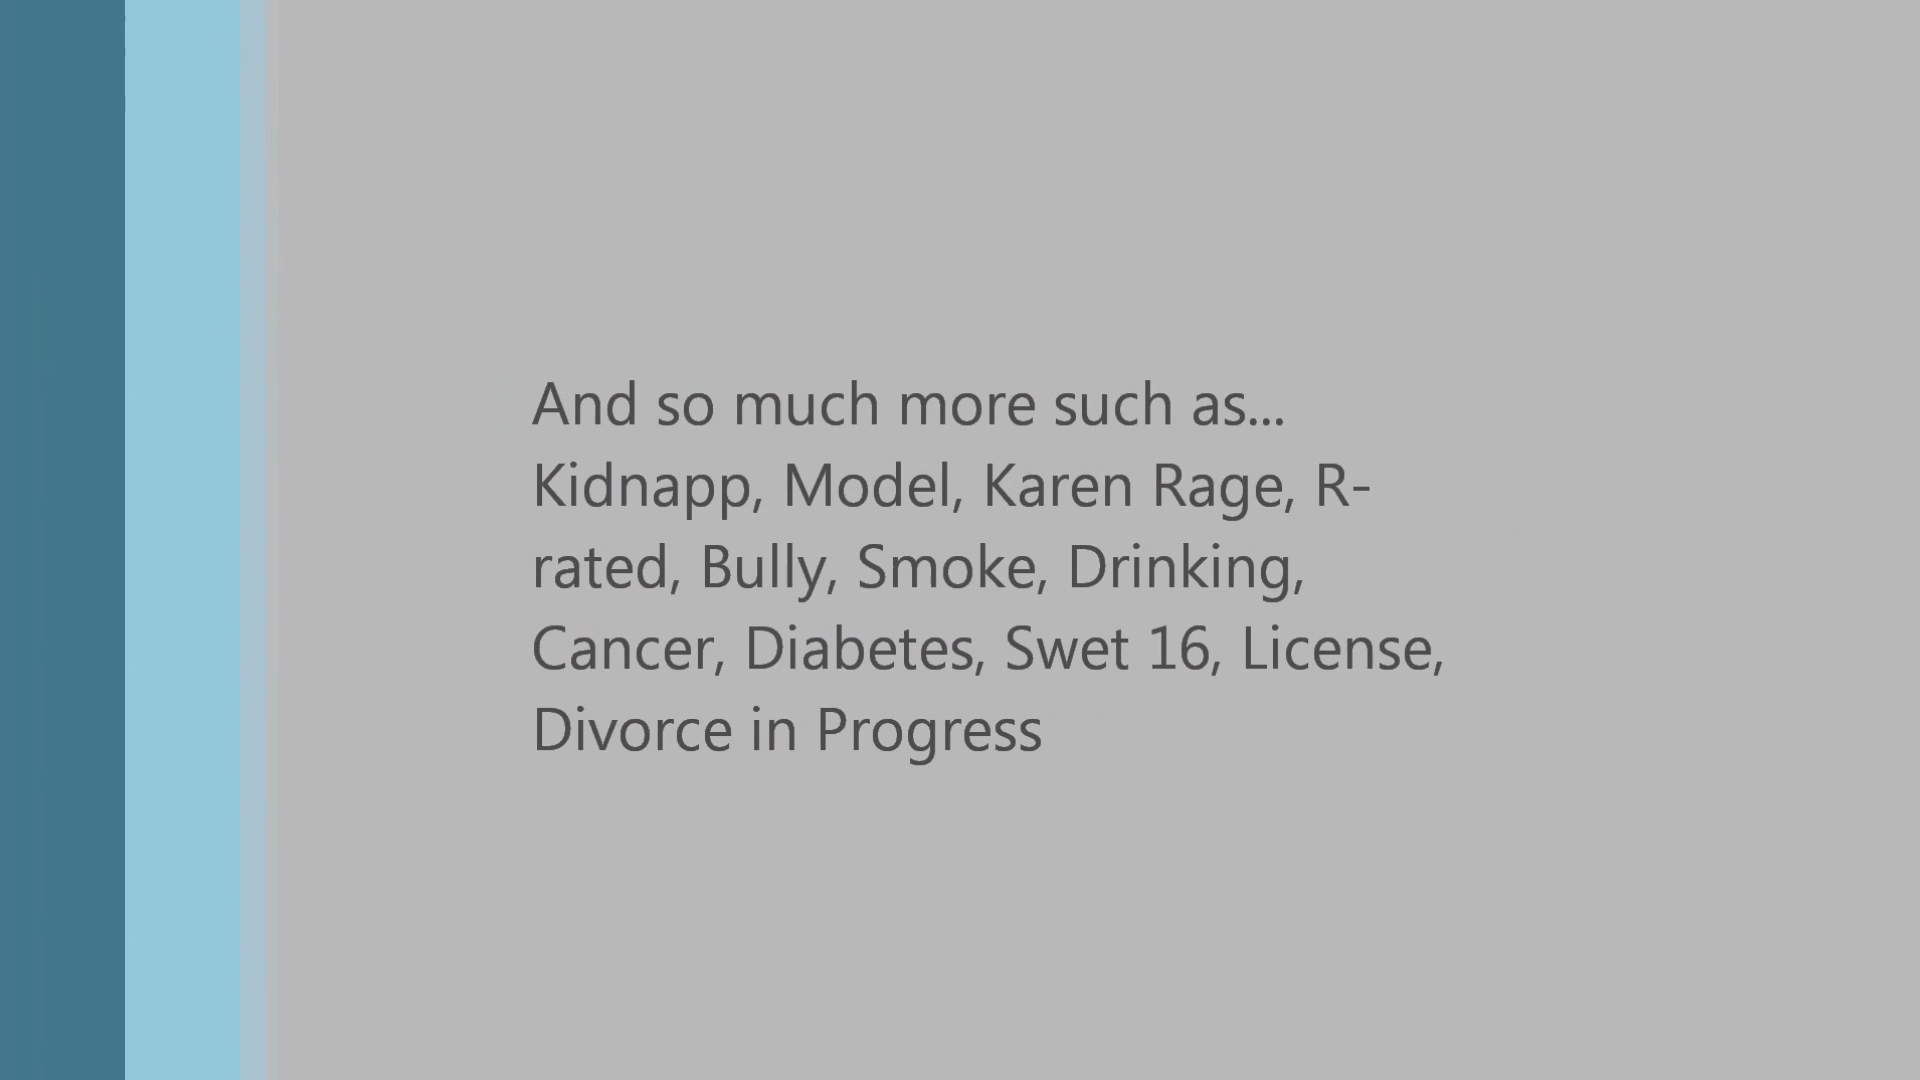 And so much more such as...
Kidnapp, Model, Karen Rage, R-
rated, Bully, Smoke, Drinking,
Cancer, Diabetes, Swet 16, License,
Divorce in Progress